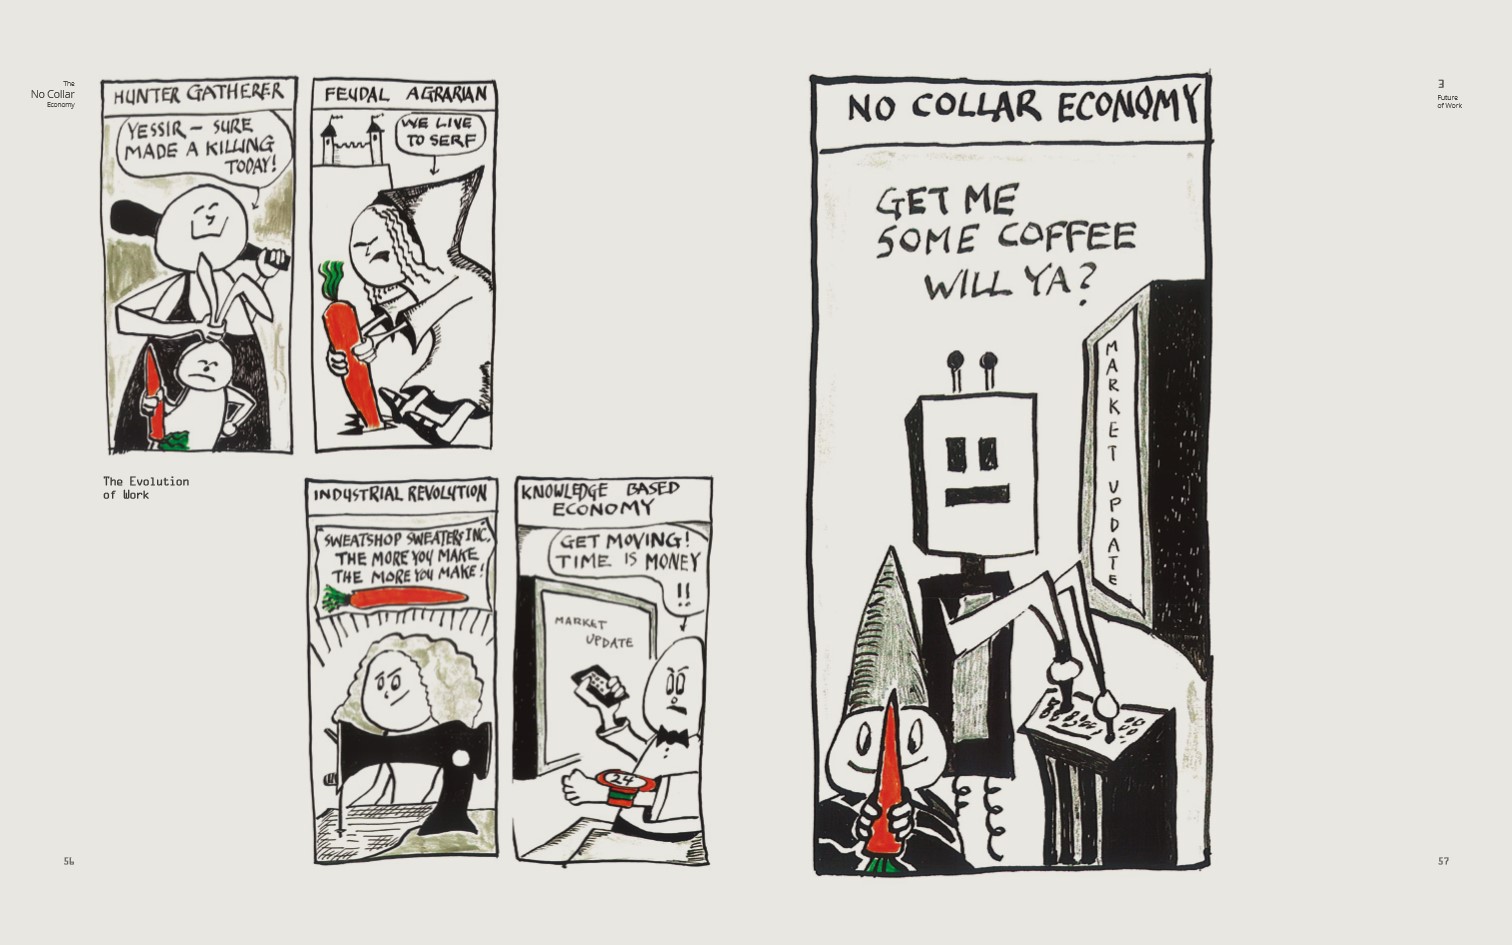 The
No Collar
Economy
HUNTER GATHERER
YESSIR – SURE
MADE A KILLING
TODAY!
FEUDAL AGRARIAN
WE LIVE
TO SERF
The Evolution
of Work
INDUSTRIAL REVOLUTION
SWEATSHOP SWEATERS INC.
THE MORE YOU MAKE
THE MORE YOU MAKE!
KNOWLEDGE BASED
ECONOMY
GET MOVING!
TIME IS MONEY
!!
MARKET
UPDATE
24
56
NO COLLAR ECONOMY
GET ME
SOME COFFEE
WILL YA?
MARKET UPDATE
3
Future
of Work
57